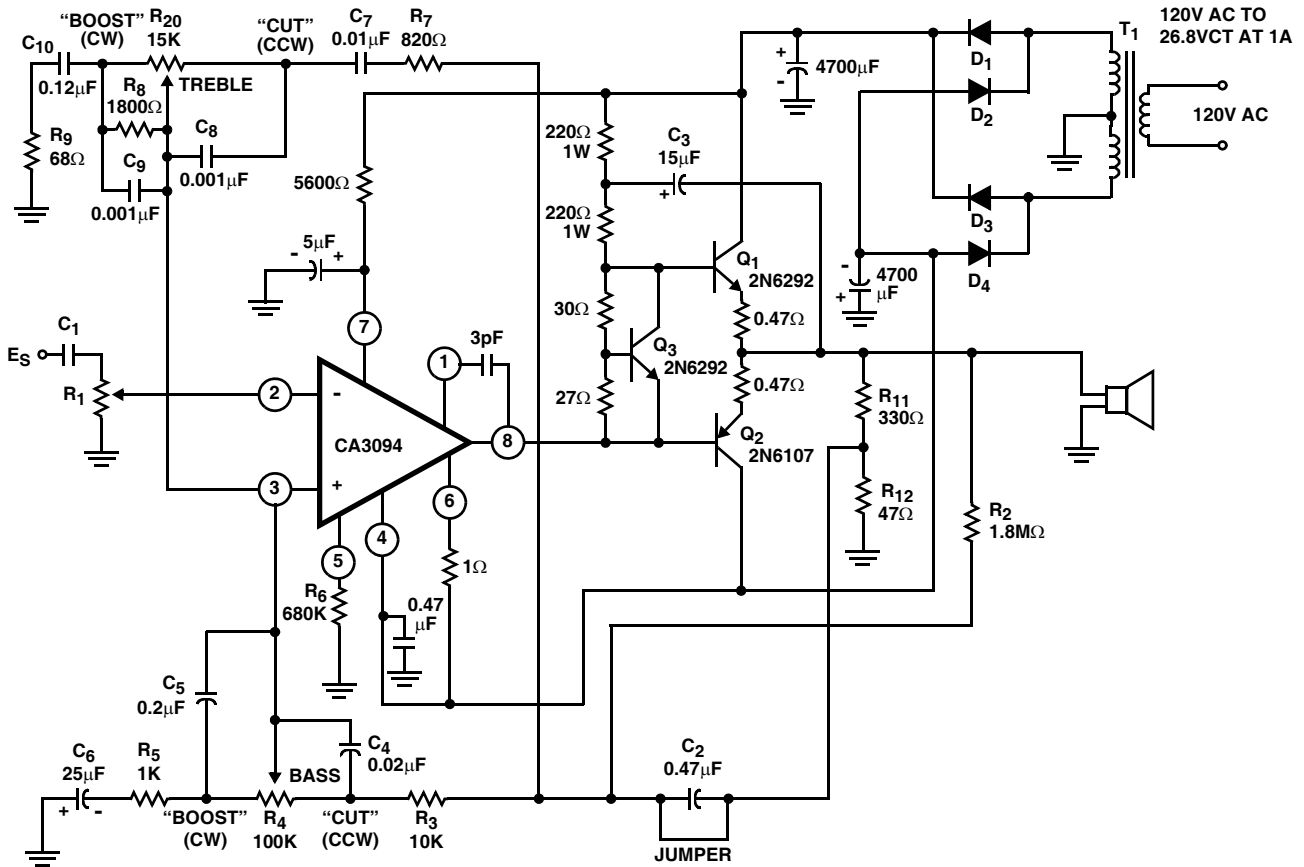 “BOOST” (CW)
R20
15K
“CUT” (CCW)
C7
0.01μF
R7
820Ω
C10
0.12μF
TREBLE
R8
1800Ω
R9
68Ω
C8
0.001μF
C9
0.001μF
5600Ω
5μF
- +
220Ω
1W
C3
15μF
+
220Ω
1W
+
-
4700μF
D1
D2
T1
120V AC TO
26.8VCT AT 1A
120V AC
D3
D4
-
+
4700
μF
Q1
2N6292
0.47Ω
30Ω
Q3
2N6292
27Ω
0.47Ω
Q2
2N6107
R11
330Ω
R12
47Ω
R2
1.8MΩ
C1
ES
R1
2
-
CA3094
3
+
7
1
3pF
8
6
4
5
1Ω
R6
680K
0.47
μF
C5
0.2μF
C6
25μF
+ -
R5
1K
“BOOST”
(CW)
BASS
R4
100K
C4
0.02μF
“CUT”
(CCW)
R3
10K
C2
0.47μF
JUMPER